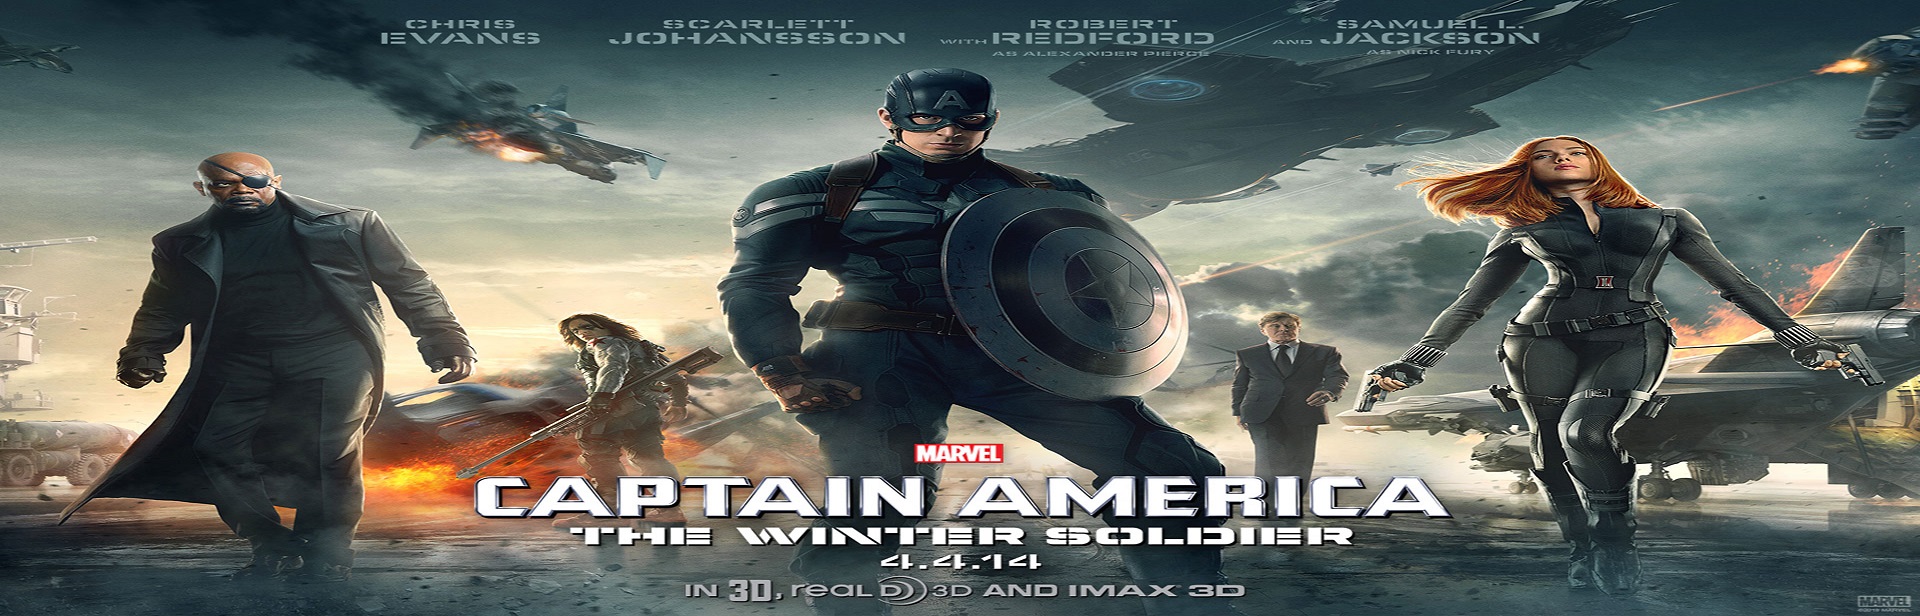 CHRIS
EVANS
SCARLETT
JOHANSSON
WITH ROBERT
REDFORD
AS ALEXANDER PIERCE
AND SAMUEL L.
JACKSON
AS NICK FURY
A
MARVEL
CAPTAIN AMERICA
THE WINTER SOLDIER
4.4.14
IN 3D, REAL D 3D AND IMAX 3D
MARVEL